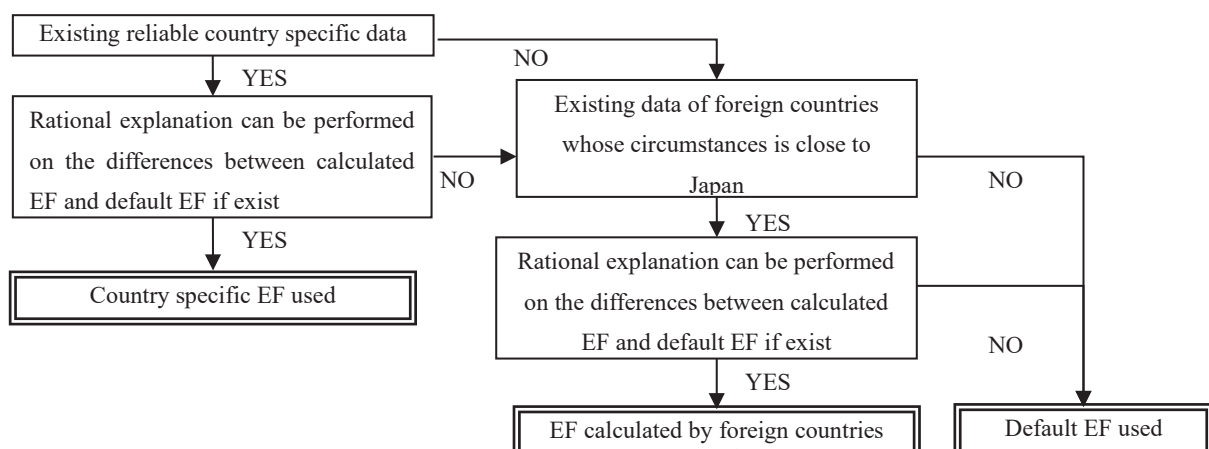 Existing reliable country specific data
NO
YES
Rational explanation can be performed
on the differences between calculated
EF and default EF if exist
NO
Existing data of foreign countries
whose circumstances is close to
Japan
NO
YES
YES
Country specific EF used
Rational explanation can be performed
on the differences between calculated
EF and default EF if exist
NO
YES
EF calculated by foreign countries
Default EF used